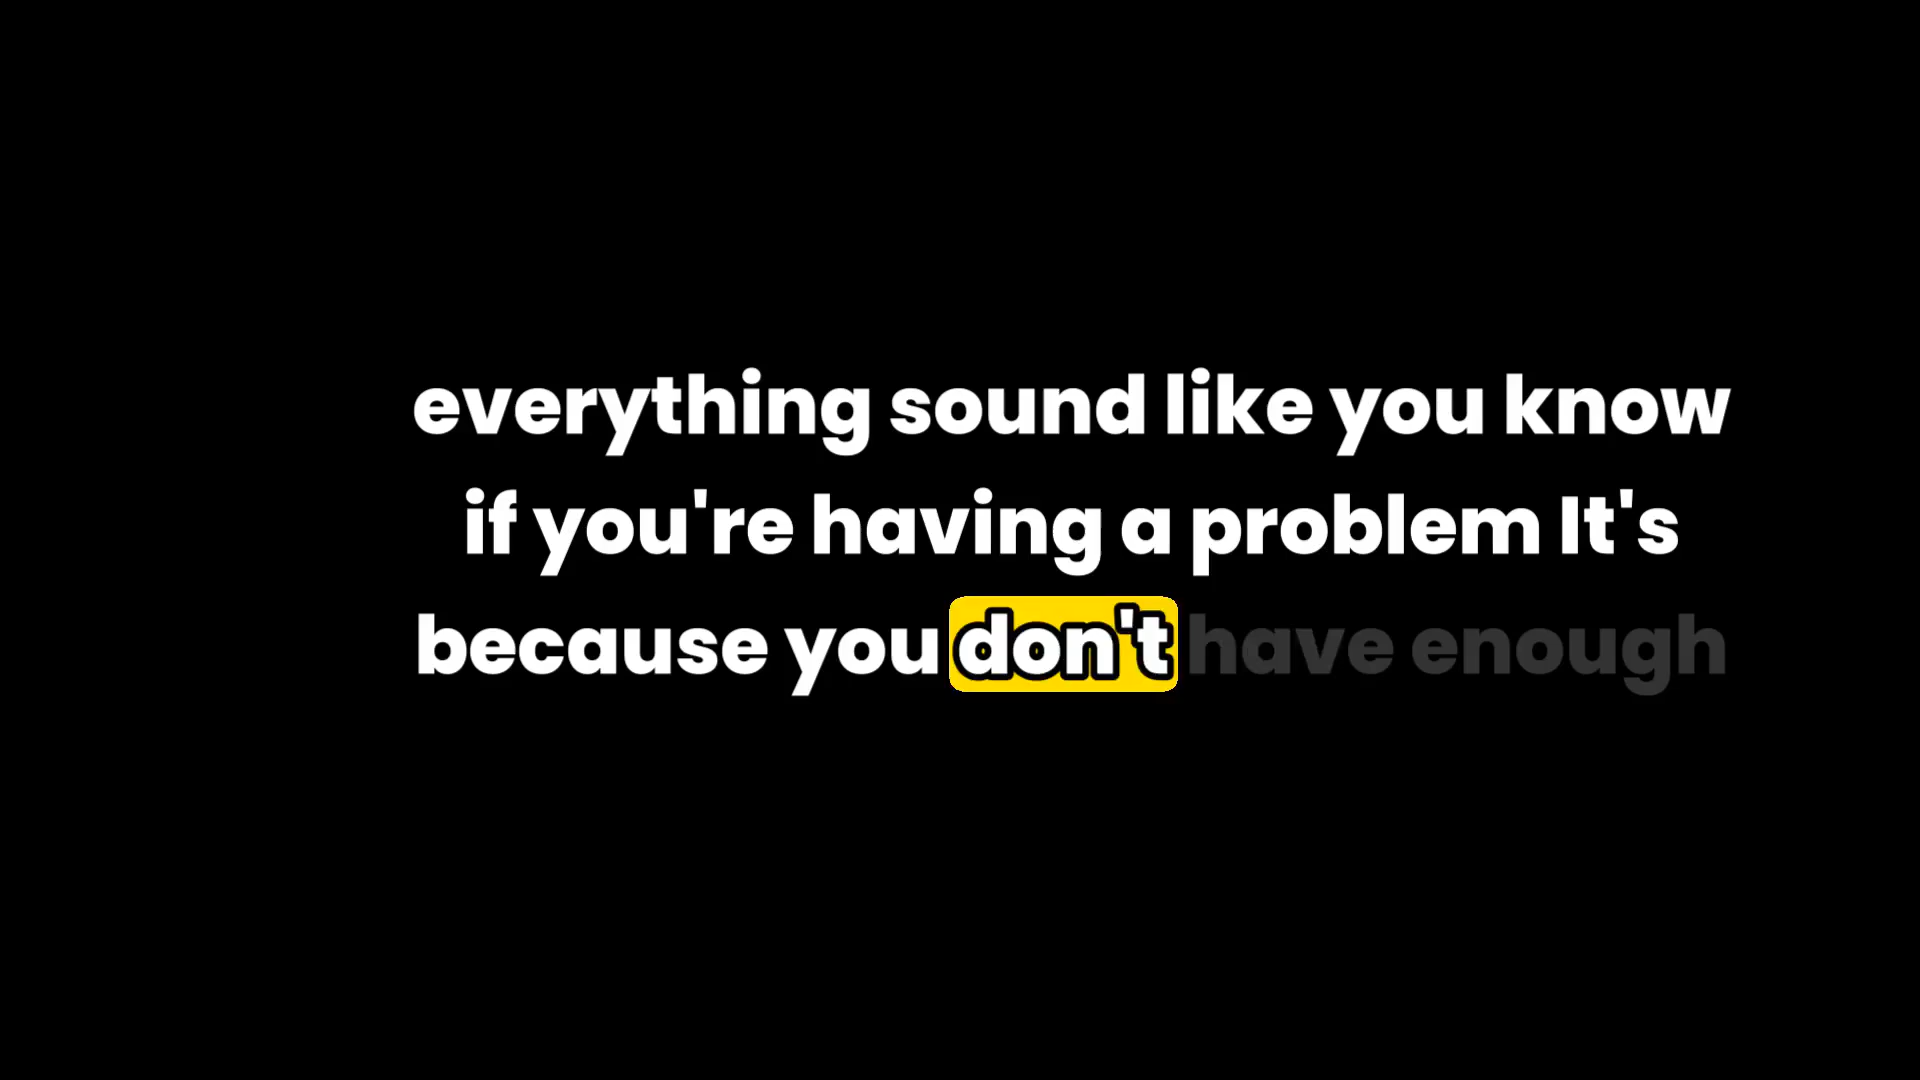 everything sound like you know
if you're having a problem It's
because you don't have enough